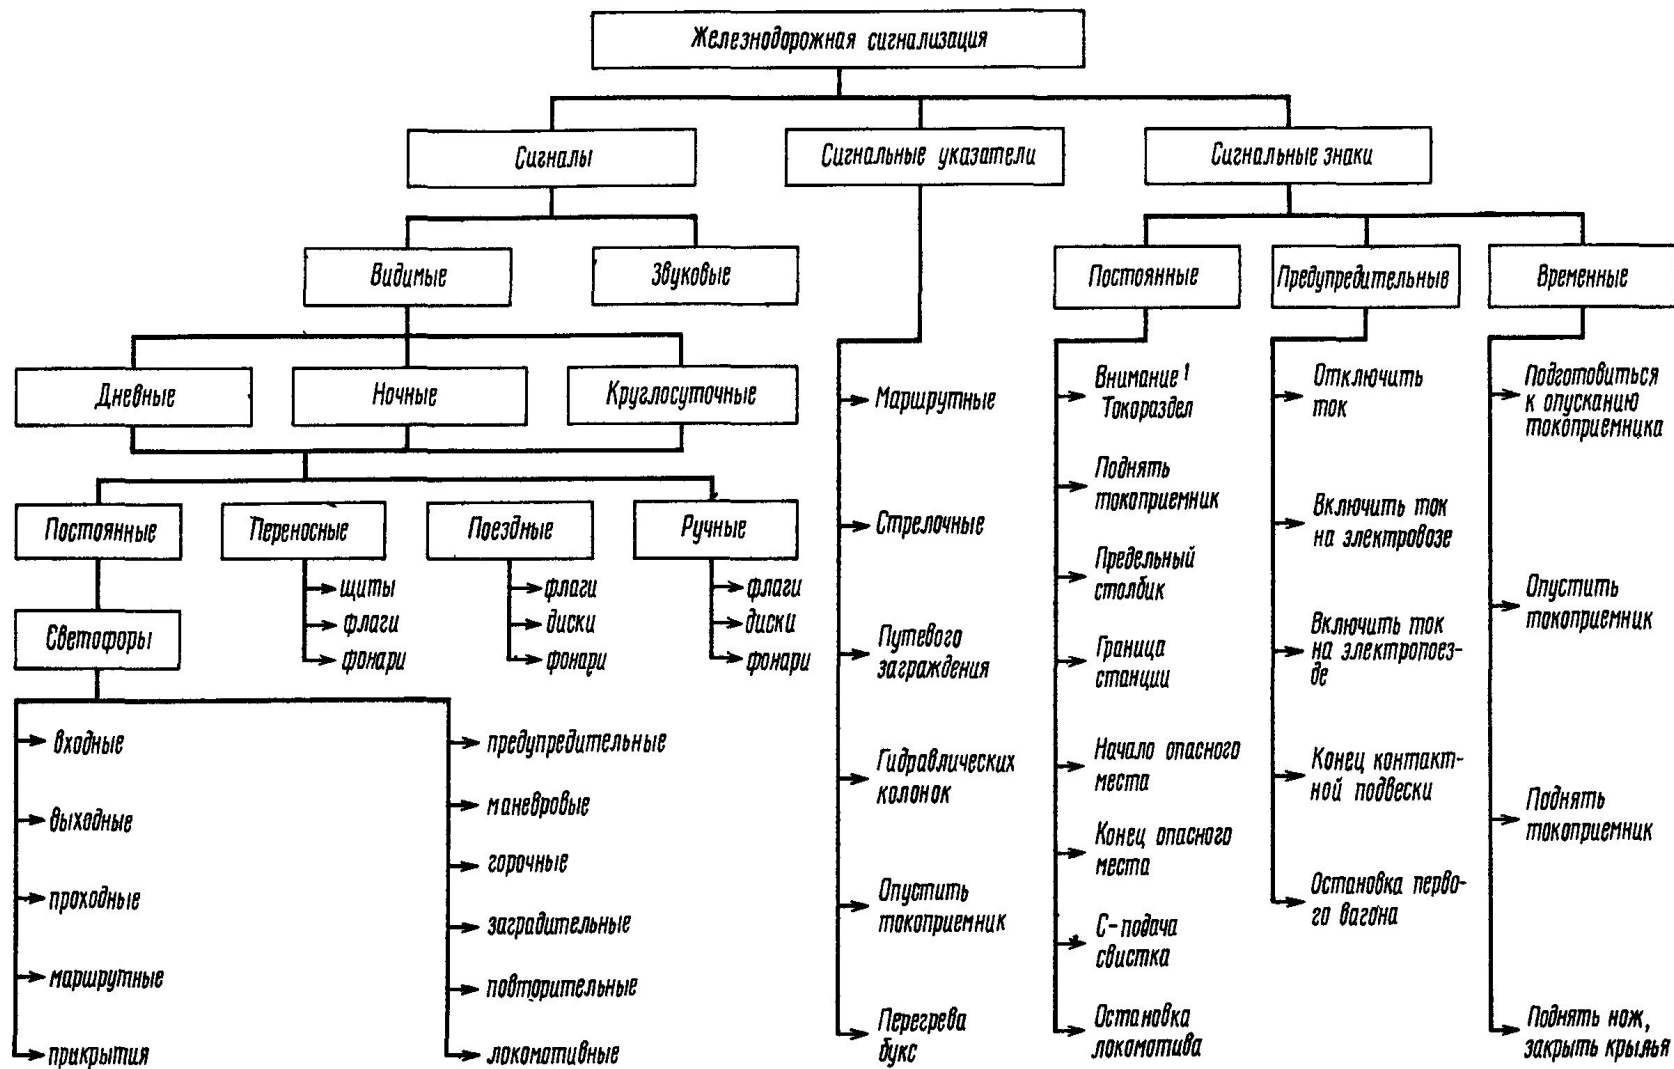 Железнодорожная сигнализация
Сигналы
Сигнальные указатели
Сигнальные знаки
Видимые
Звуковые
Постоянные
Предупредительные
Временные
Дневные
Ночные
Круглосуточные
Постоянные
Переносные
Поездные
Ручные
Светофоры
щиты
флаги
фонари
флаги
диски
фонари
флаги
диски
фонари
входные
выходные
проходные
маршрутные
прикрытия
предупредительные
маневровые
горочные
заградительные
повторительные
локомотивные
Маршрутные
Стрелочные
Путевого
заграждения
Гидравлических
колонок
Опустить
токоприемник
Перегрева
букс
Внимание!
Токораздел
Поднять
токоприемник
Предельный
столбик
Граница
станции
Начало опасного
места
Конец опасного
места
С-подача
свистка
Остановка
локомотива
Отключить
ток
Включить ток
на электровозе
Включить ток
на электропоез-
де
Конец контакт-
ной подвески
Остановка перво-
го вагона
Подготовиться
к опусканию
токоприемника
Опустить
токоприемник
Поднять
токоприемник
Поднять нож,
закрыть крылья